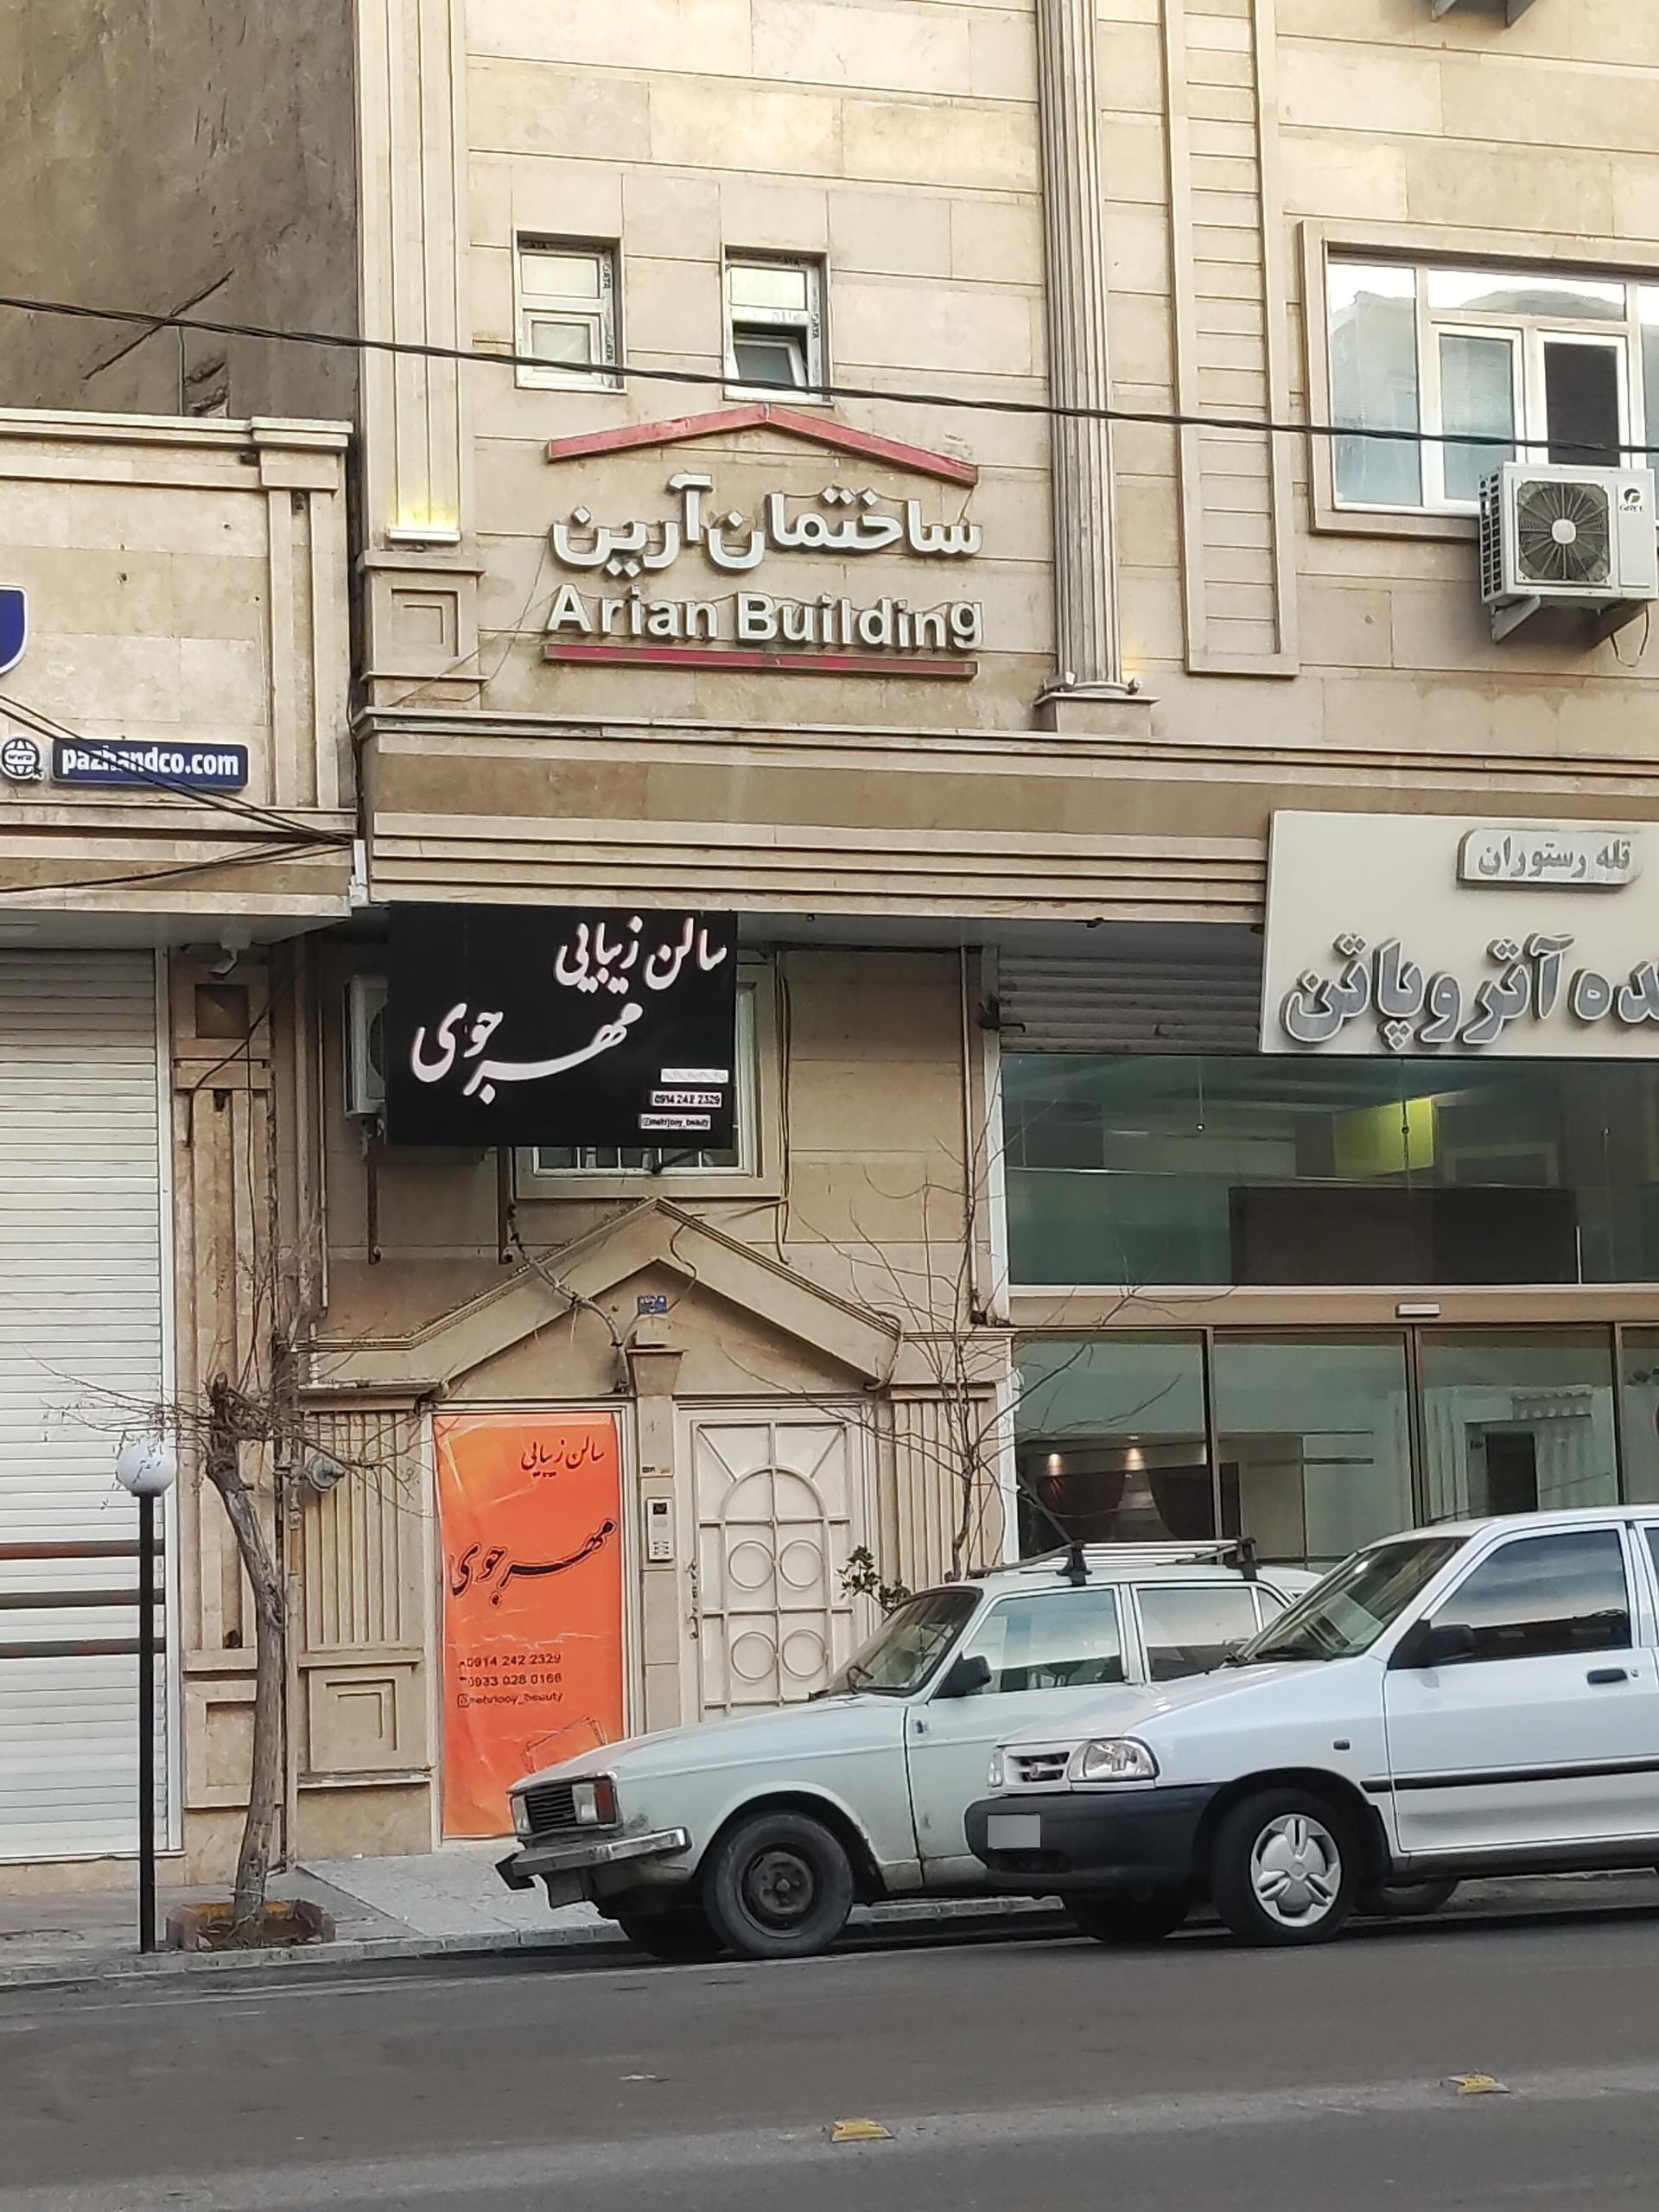 ساختمان آرین
Arian Building
pazhandco.com
تله رستوران
ده آتروپاتن
سالن زیبایی
مهرجوی
0914 242 2329
@mehrjooy_beauty
سالن زیبایی
مهرجوی
0914 242 2329
0933 028 0166
mehrjooy_beauty